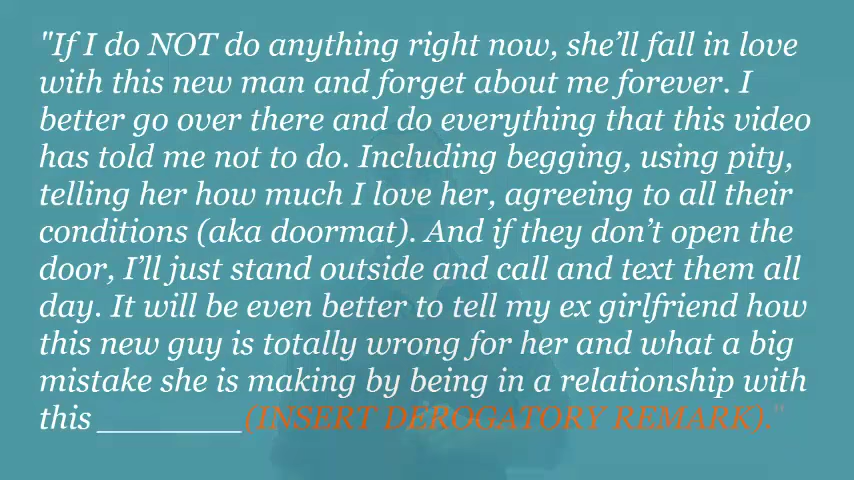 "If I do NOT do anything right now, she’ll fall in love
with this new man and forget about me forever. I
better go over there and do everything that this video
has told me not to do. Including begging, using pity,
telling her how much I love her, agreeing to all their
conditions (aka doormat). And if they don’t open the
door, I’ll just stand outside and call and text them all
day. It will be even better to tell my ex girlfriend how
this new guy is totally wrong for her and what a big
mistake she is making by being in a relationship with
this ________(INSERT DEROGATORY REMARK)."